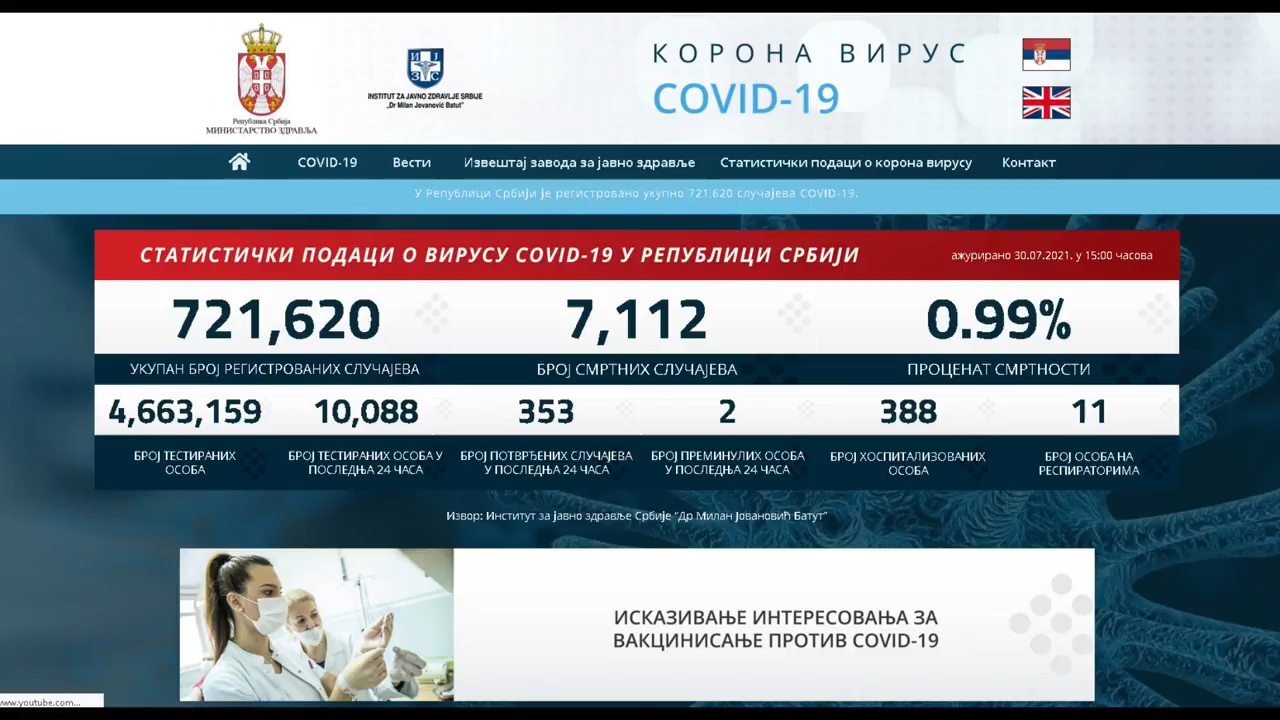 КОРОНА ВИРУС
COVID-19
И Ј
З С
INSTITUT ZA JAVNO ZDRAVLJE SRBIJE
„Dr Milan Jovanović Batut"
Република Србија
МИНИСТАРСТВО ЗДРАВЉА
COVID-19 Вести Извештај завода за јавно здравље Статистички подаци о корона вирусу Контакт
У Републици Србији је регистровано укупно 721.620 случајева COVID-19.
СТАТИСТИЧКИ ПОДАЦИ О ВИРУСУ COVID-19 У РЕПУБЛИЦИ СРБИЈИ ажурирано 30.07.2021. у 15:00 часова
721,620 7,112 0.99%
УКУПАН БРОЈ РЕГИСТРОВАНИХ СЛУЧАЈЕВА БРОЈ СМРТНИХ СЛУЧАЈЕВА ПРОЦЕНАТ СМРТНОСТИ
4,663,159 10,088 353 2 388 11
БРОЈ ТЕСТИРАНИХ
ОСОБА
БРОЈ ТЕСТИРАНИХ ОСОБА У
ПОСЛЕДЊА 24 ЧАСА
БРОЈ ПОТВРЂЕНИХ СЛУЧАЈЕВА
У ПОСЛЕДЊА 24 ЧАСА
БРОЈ ПРЕМИНУЛИХ ОСОБА
У ПОСЛЕДЊА 24 ЧАСА
БРОЈ ХОСПИТАЛИЗОВАНИХ
ОСОБА
БРОЈ ОСОБА НА
РЕСПИРАТОРИМА
Извор: Институт за јавно здравље Србије "Др Милан Јовановић Батут"
ИСКАЗИВАЊЕ ИНТЕРЕСОВАЊА ЗА
ВАКЦИНИСАЊЕ ПРОТИВ COVID-19
www.youtube.com...